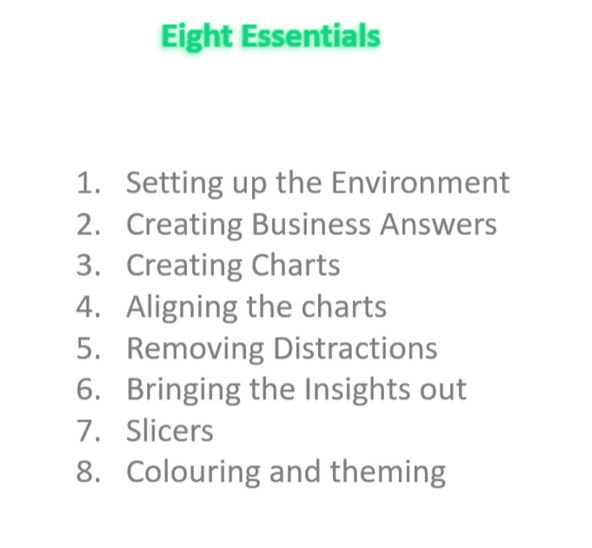 Eight Essentials
1. Setting up the Environment
2. Creating Business Answers
3. Creating Charts
4. Aligning the charts
5. Removing Distractions
6. Bringing the Insights out
7. Slicers
8. Colouring and theming